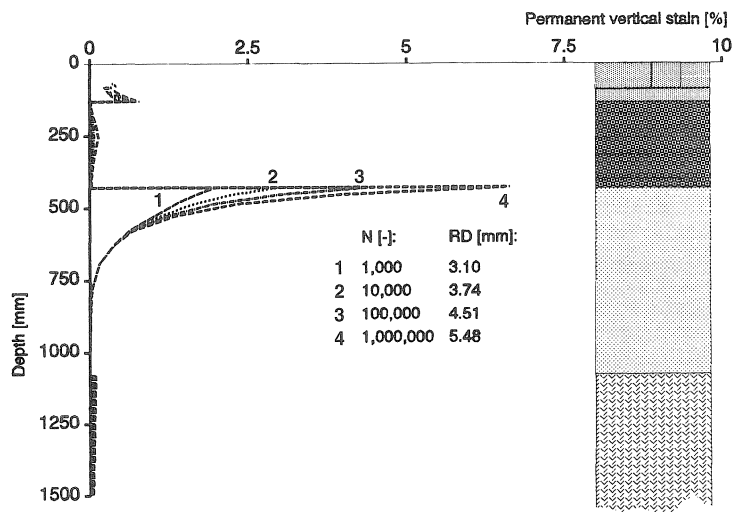 Permanent vertical stain [%]
0 2.5 5 7.5 10
0
250
2 3
1 4
500
N [-]: RD [mm]:
1 1,000 3.10
750
2 10,000 3.74
3 100,000 4.51
4 1,000,000 5.48
1000
Depth [mm]
1250
1500